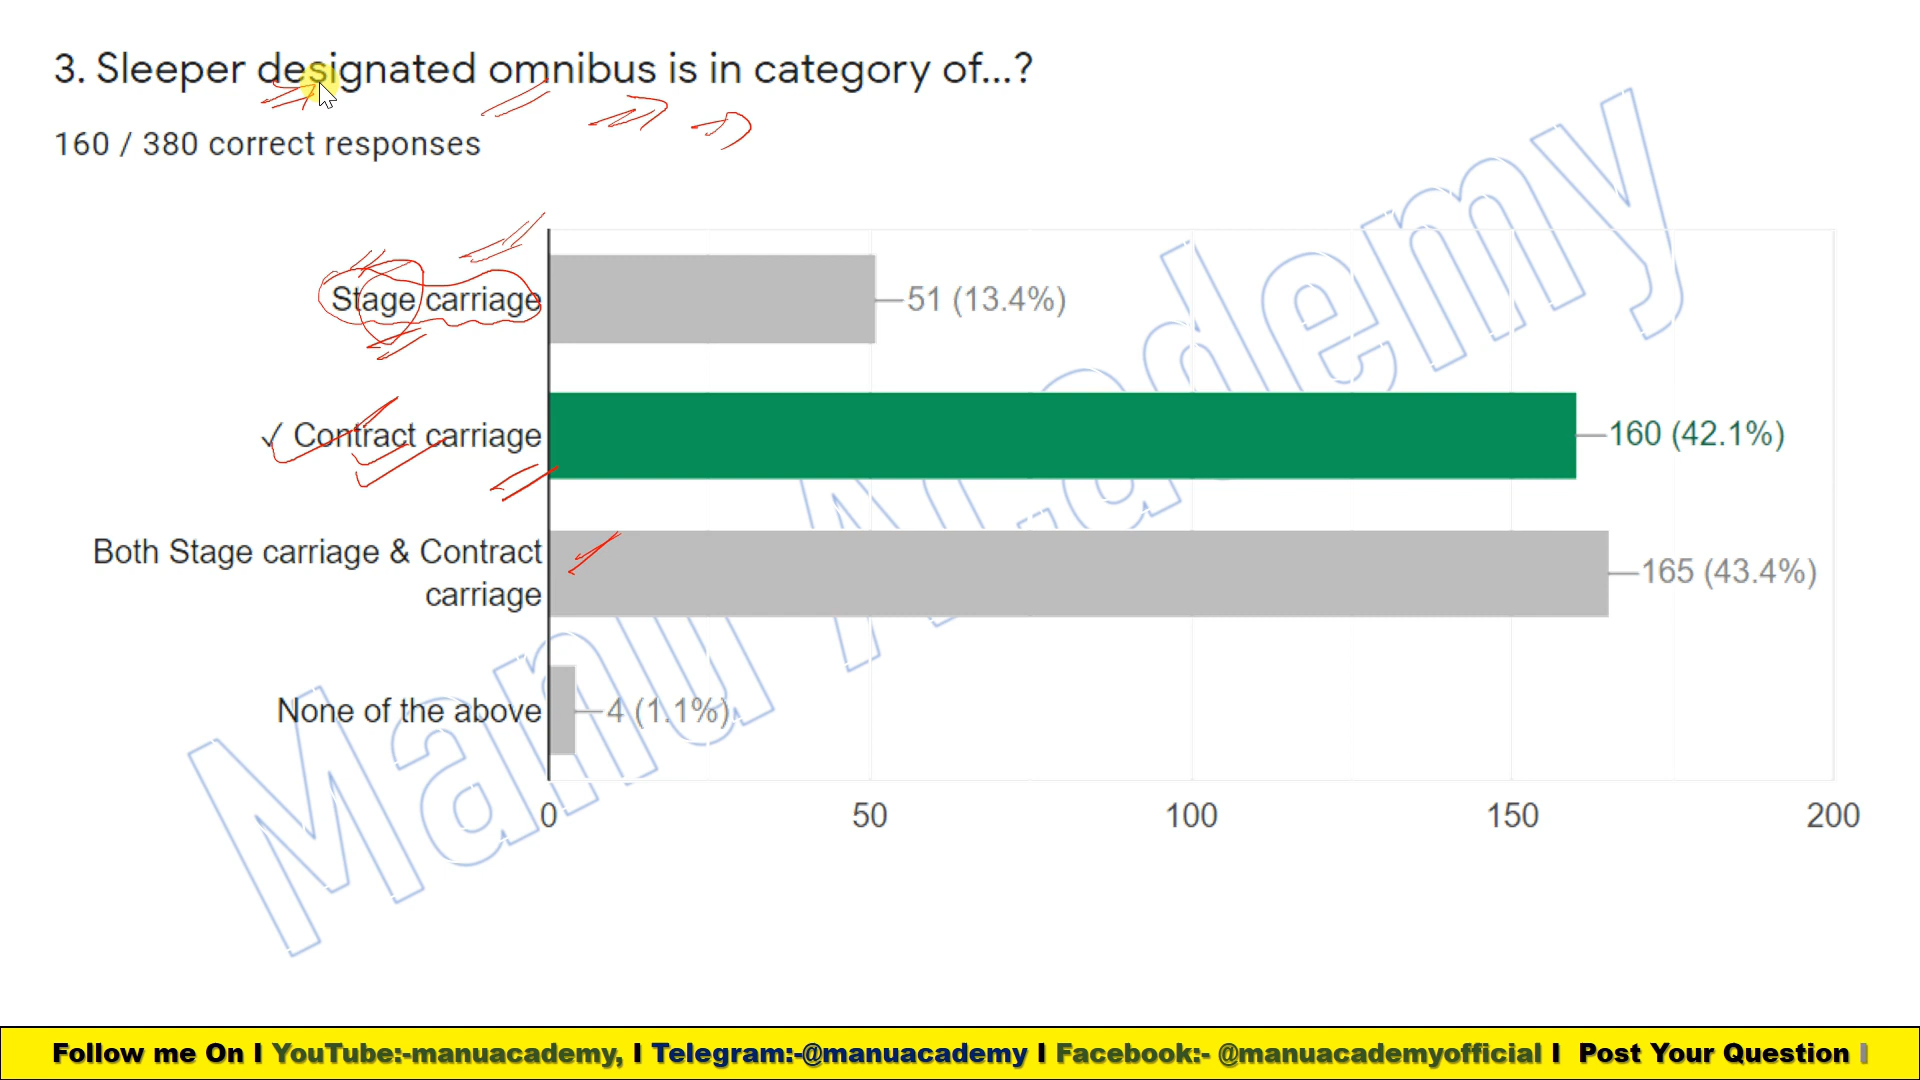 3. Sleeper designated omnibus is in category of...?
160 / 380 correct responses
Stage carriage
51 (13.4%)
✓ Contract carriage
160 (42.1%)
Both Stage carriage & Contract
carriage
165 (43.4%)
None of the above
4 (1.1%)
0 50 100 150 200
Manu Academy
Follow me On I YouTube:-manuacademy, I Telegram:-@manuacademy I Facebook:- @manuacademyofficial I Post Your Question I